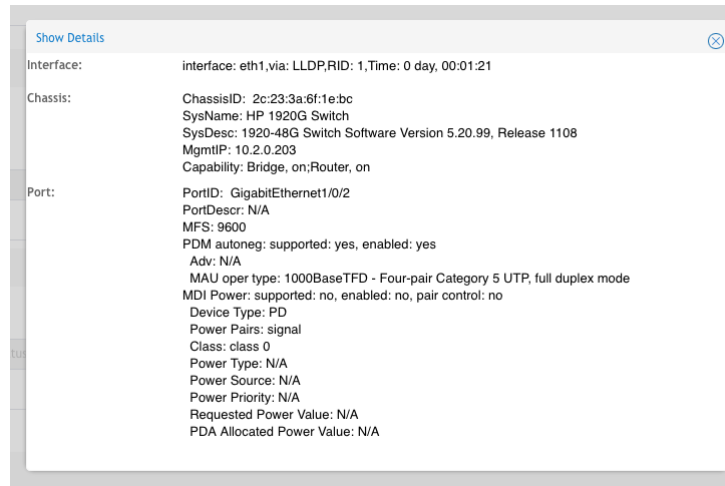 Show Details
Interface: interface: eth1,via: LLDP,RID: 1,Time: 0 day, 00:01:21
Chassis: ChassisID: 2c:23:3a:6f:1e:bc
SysName: HP 1920G Switch
SysDesc: 1920-48G Switch Software Version 5.20.99, Release 1108
MgmtIP: 10.2.0.203
Capability: Bridge, on;Router, on
Port: PortID: GigabitEthernet1/0/2
PortDescr: N/A
MFS: 9600
PDM autoneg: supported: yes, enabled: yes
Adv: N/A
MAU oper type: 1000BaseTFD - Four-pair Category 5 UTP, full duplex mode
MDI Power: supported: no, enabled: no, pair control: no
Device Type: PD
Power Pairs: signal
Class: class 0
Power Type: N/A
Power Source: N/A
Power Priority: N/A
Requested Power Value: N/A
PDA Allocated Power Value: N/A